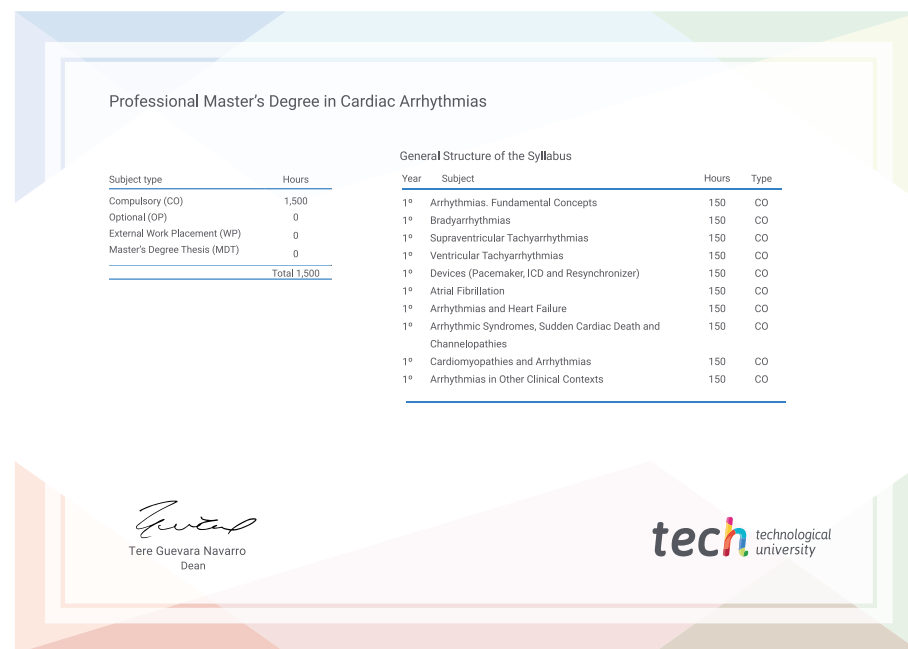 Professional Master's Degree in Cardiac Arrhythmias
Subject type Hours
Compulsory (CO) 1,500
Optional (OP) 0
External Work Placement (WP) 0
Master's Degree Thesis (MDT) 0
Total 1,500
General Structure of the Syllabus
Year Subject Hours Type
1º Arrhythmias. Fundamental Concepts 150 CO
1º Bradyarrhythmias 150 CO
1º Supraventricular Tachyarrhythmias 150 CO
1º Ventricular Tachyarrhythmias 150 CO
1º Devices (Pacemaker, ICD and Resynchronizer) 150 CO
1º Atrial Fibrillation 150 CO
1º Arrhythmias and Heart Failure 150 CO
1º Arrhythmic Syndromes, Sudden Cardiac Death and 150 CO
Channelopathies
1º Cardiomyopathies and Arrhythmias 150 CO
1º Arrhythmias in Other Clinical Contexts 150 CO
Tere Guevara Navarro
Dean
tech technological
university